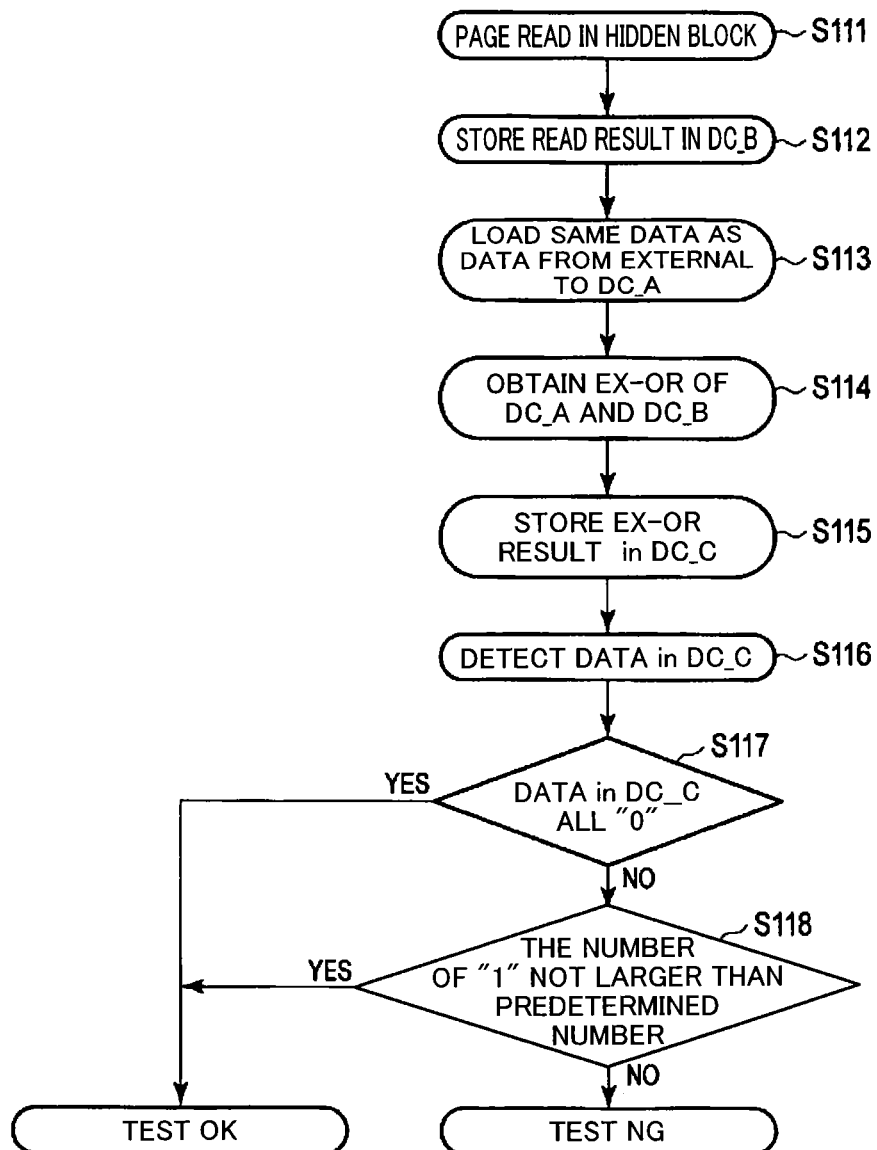 PAGE READ IN HIDDEN BLOCK
S111
STORE READ RESULT IN DC_B
S112
LOAD SAME DATA AS
DATA FROM EXTERNAL
TO DC_A
S113
OBTAIN EX-OR OF
DC_A AND DC_B
S114
STORE EX-OR
RESULT in DC_C
S115
DETECT DATA in DC_C
S116
S117
YES
DATA in DC_C
ALL "0"
NO
S118
YES
THE NUMBER
OF "1" NOT LARGER THAN
PREDETERMINED
NUMBER
NO
TEST OK
TEST NG